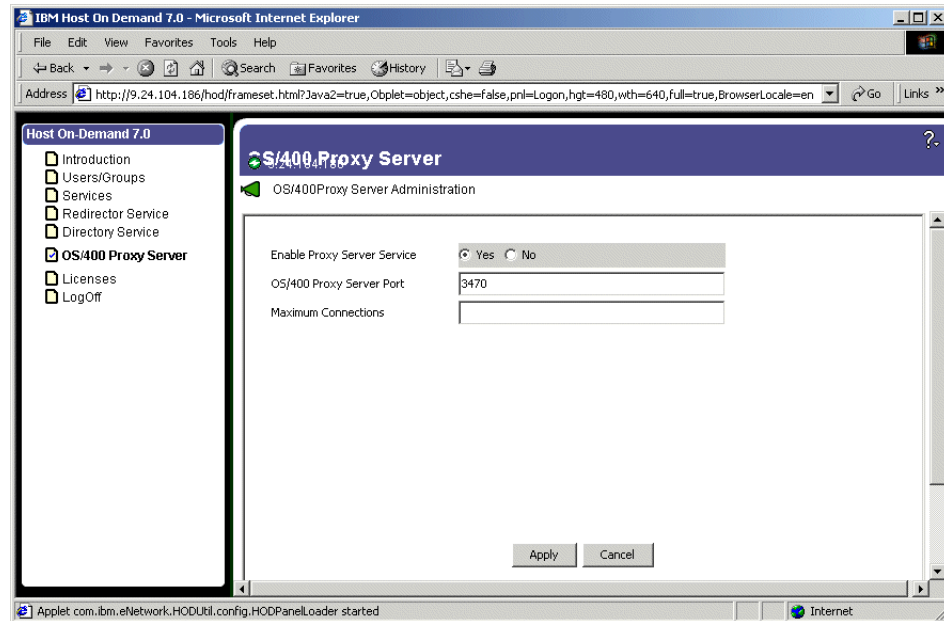 IBM Host On Demand 7.0 - Microsoft Internet Explorer
File Edit View Favorites Tools Help
Back Search Favorites History
Address http://9.24.104.186/hod/frameset.html?Java2=true,Obplet=object,cshe=false,pnl=Logon,hgt=480,wth=640,full=true,BrowserLocale=en Go Links »
Host On-Demand 7.0
Introduction
Users/Groups
Services
Redirector Service
Directory Service
OS/400 Proxy Server
Licenses
LogOff
?
OS/400 Proxy Server
9.24.104.186
OS/400Proxy Server Administration
Enable Proxy Server Service Yes No
OS/400 Proxy Server Port 3470
Maximum Connections
Apply Cancel
Applet com.ibm.eNetwork.HODUtil.config.HODPanelLoader started Internet